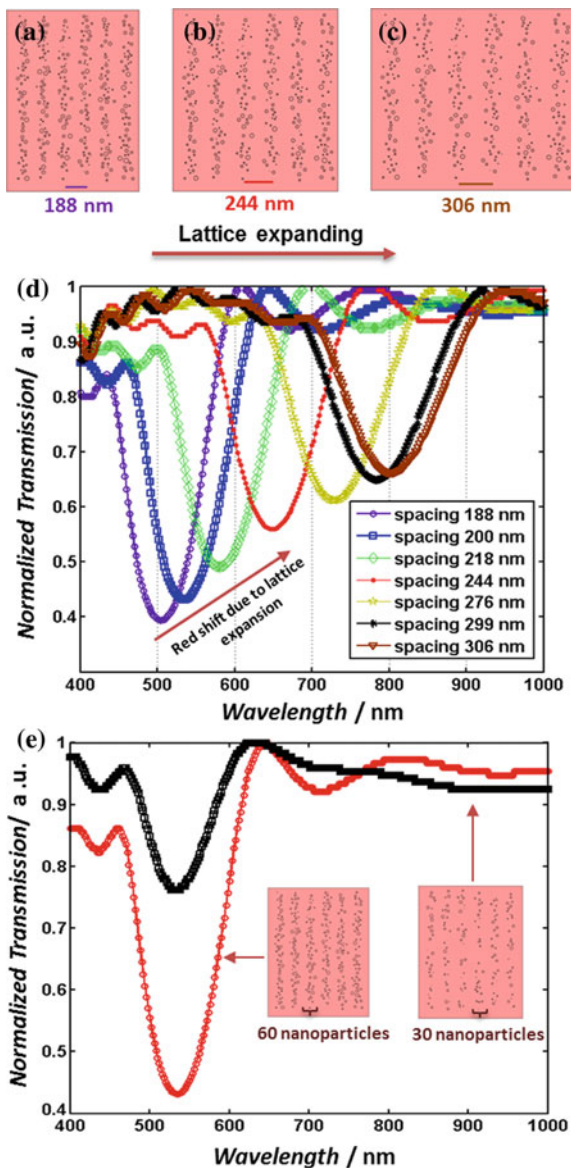 (a) (b) (c)
188 nm 244 nm 306 nm
Lattice expanding
(d)
Normalized Transmission/ a .u.
1
0.9
0.8
0.7
0.6
0.5
0.4
Red shift due to lattice
expansion
spacing 188 nm
spacing 200 nm
spacing 218 nm
spacing 244 nm
spacing 276 nm
spacing 299 nm
spacing 306 nm
400 500 600 700 800 900 1000
Wavelength / nm
(e)
Normalized Transmission/ a .u.
1
0.9
0.8
0.7
0.6
0.5
0.4
60 nanoparticles 30 nanoparticles
400 500 600 700 800 900 1000
Wavelength / nm